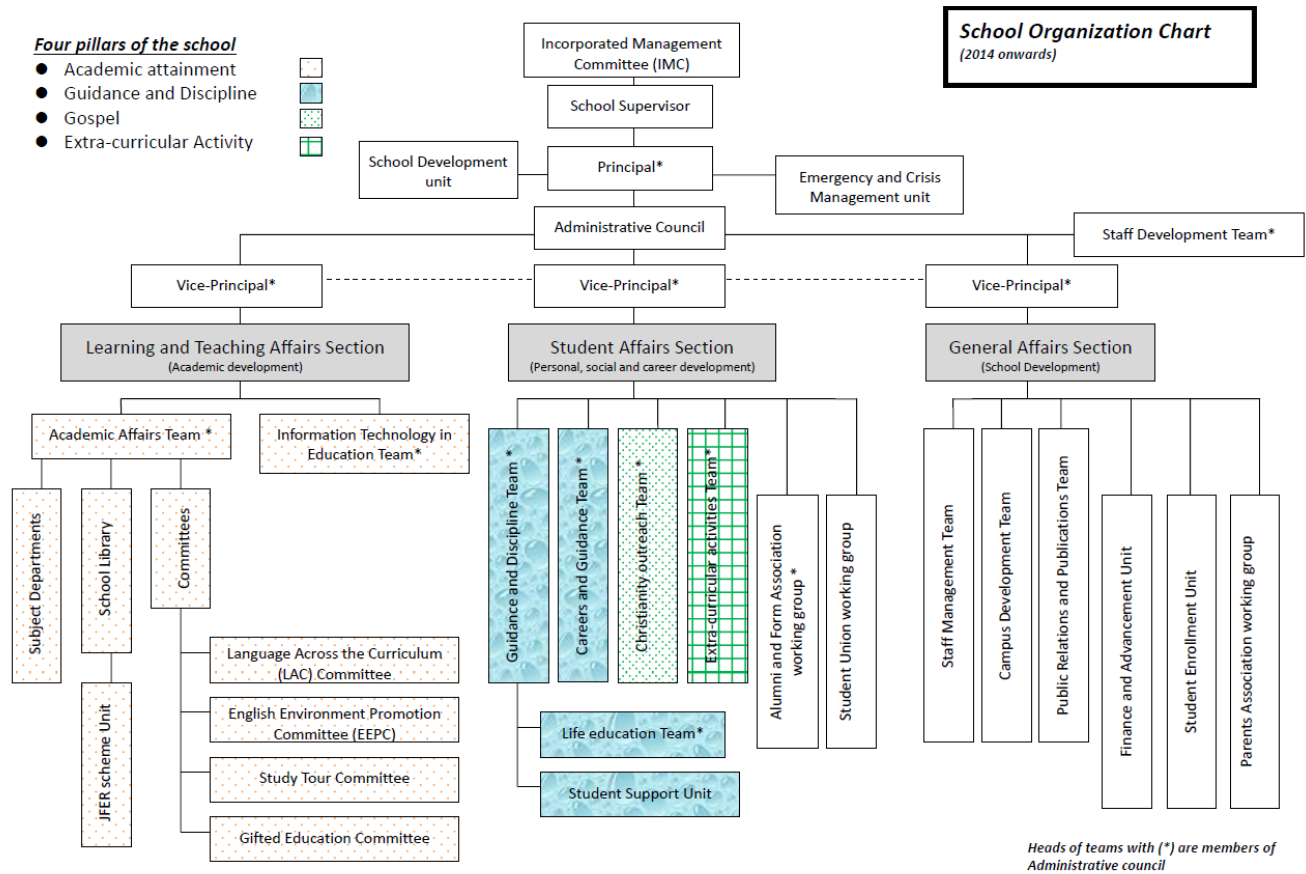 Four pillars of the school
● Academic attainment
● Guidance and Discipline
● Gospel
● Extra-curricular Activity
School Organization Chart
(2014 onwards)
Incorporated Management
Committee (IMC)
School Supervisor
Principal*
School Development
unit
Emergency and Crisis
Management unit
Administrative Council
Staff Development Team*
Vice-Principal*
Vice-Principal*
Vice-Principal*
Learning and Teaching Affairs Section
(Academic development)
Student Affairs Section
(Personal, social and career development)
General Affairs Section
(School Development)
Academic Affairs Team *
Information Technology in
Education Team*
Subject Departments
School Library
Committees
JFER scheme Unit
Language Across the Curriculum
(LAC) Committee
English Environment Promotion
Committee (EEPC)
Study Tour Committee
Gifted Education Committee
Guidance and Discipline Team *
Careers and Guidance Team *
Christianity outreach Team *
Extra-curricular activities Team*
Alumni and Form Association
working group *
Student Union working group
Life education Team*
Student Support Unit
Staff Management Team
Campus Development Team
Public Relations and Publications Team
Finance and Advancement Unit
Student Enrollment Unit
Parents Association working group
Heads of teams with (*) are members of
Administrative council